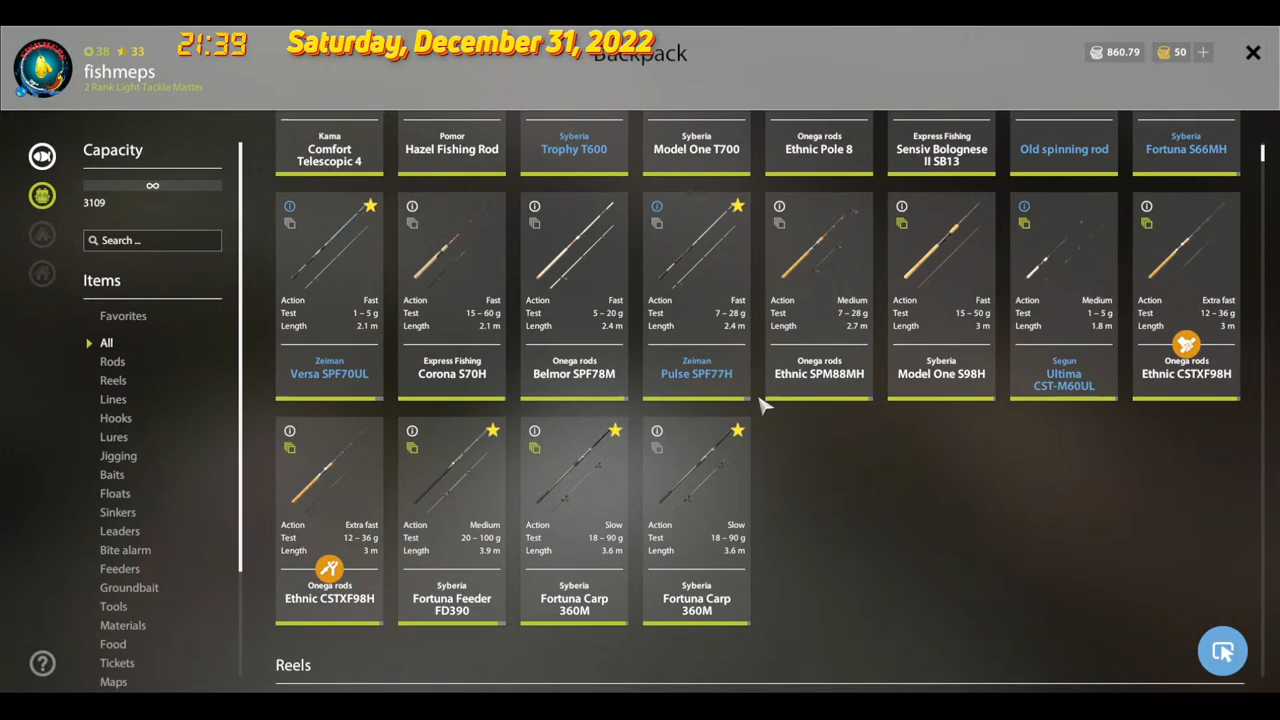 21:39
Saturday, December 31, 2022
Backpack
38 33
fishmeps
2 Rank Light Tackle Master
860.79
50 +
Capacity
∞
3109
Search ...
Items
Favorites
All
Rods
Reels
Lines
Hooks
Lures
Jigging
Baits
Floats
Sinkers
Leaders
Bite alarm
Feeders
Groundbait
Tools
Materials
Food
Tickets
Maps
?
Kama
Comfort
Telescopic 4
Pomor
Hazel Fishing Rod
Syberia
Trophy T600
Syberia
Model One T700
Onega rods
Ethnic Pole 8
Express Fishing
Sensiv Bolognese
II SB13
Old spinning rod
Syberia
Fortuna S66MH
Action Fast
Test 1 – 5 g
Length 2.1 m
Zeiman
Versa SPF70UL
Action Fast
Test 15 – 60 g
Length 2.1 m
Express Fishing
Corona S70H
Action Fast
Test 5 – 20 g
Length 2.4 m
Onega rods
Belmor SPF78M
Action Fast
Test 7 – 28 g
Length 2.4 m
Zeiman
Pulse SPF77H
Action Medium
Test 7 – 28 g
Length 2.7 m
Onega rods
Ethnic SPM88MH
Action Fast
Test 15 – 50 g
Length 3 m
Syberia
Model One S98H
Action Medium
Test 1 – 5 g
Length 1.8 m
Segun
Ultima
CST-M60UL
Action Extra fast
Test 12 – 36 g
Length 3 m
Onega rods
Ethnic CSTXF98H
Action Extra fast
Test 12 – 36 g
Length 3 m
Onega rods
Ethnic CSTXF98H
Action Medium
Test 20 – 100 g
Length 3.9 m
Syberia
Fortuna Feeder
FD390
Action Slow
Test 18 – 90 g
Length 3.6 m
Syberia
Fortuna Carp
360M
Action Slow
Test 18 – 90 g
Length 3.6 m
Syberia
Fortuna Carp
360M
Reels